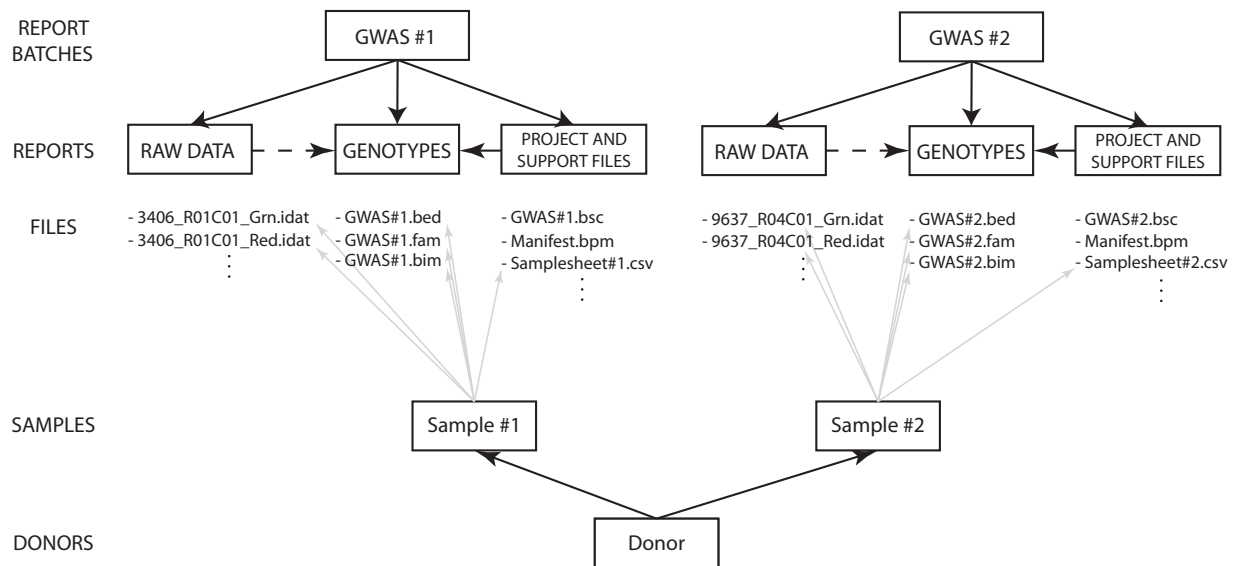 REPORT
BATCHES
GWAS #1
GWAS #2
REPORTS
RAW DATA
GENOTYPES
PROJECT AND
SUPPORT FILES
RAW DATA
GENOTYPES
PROJECT AND
SUPPORT FILES
FILES
- 3406_R01C01_Grn.idat
- 3406_R01C01_Red.idat
- GWAS#1.bed
- GWAS#1.fam
- GWAS#1.bim
- GWAS#1.bsc
- Manifest.bpm
- Samplesheet#1.csv
- 9637_R04C01_Grn.idat
- 9637_R04C01_Red.idat
- GWAS#2.bed
- GWAS#2.fam
- GWAS#2.bim
- GWAS#2.bsc
- Manifest.bpm
- Samplesheet#2.csv
SAMPLES
Sample #1
Sample #2
DONORS
Donor